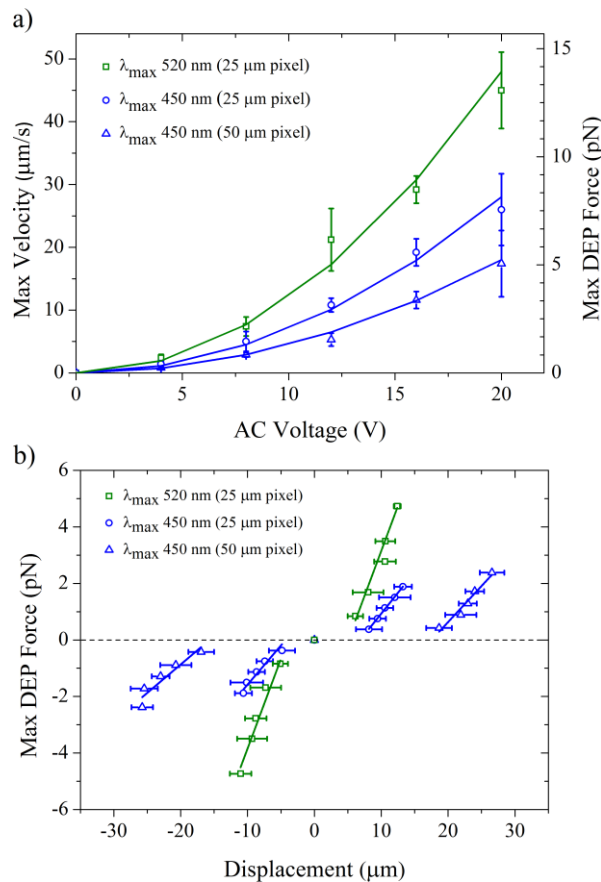 a)
50
40
30
20
10
0
15
10
5
0
Max Velocity (μm/s)
Max DEP Force (pN)
λmax 520 nm (25 μm pixel)
λmax 450 nm (25 μm pixel)
λmax 450 nm (50 μm pixel)
0 5 10 15 20
AC Voltage (V)
b)
6
4
2
0
-2
-4
-6
Max DEP Force (pN)
λmax 520 nm (25 μm pixel)
λmax 450 nm (25 μm pixel)
λmax 450 nm (50 μm pixel)
-30 -20 -10 0 10 20 30
Displacement (μm)